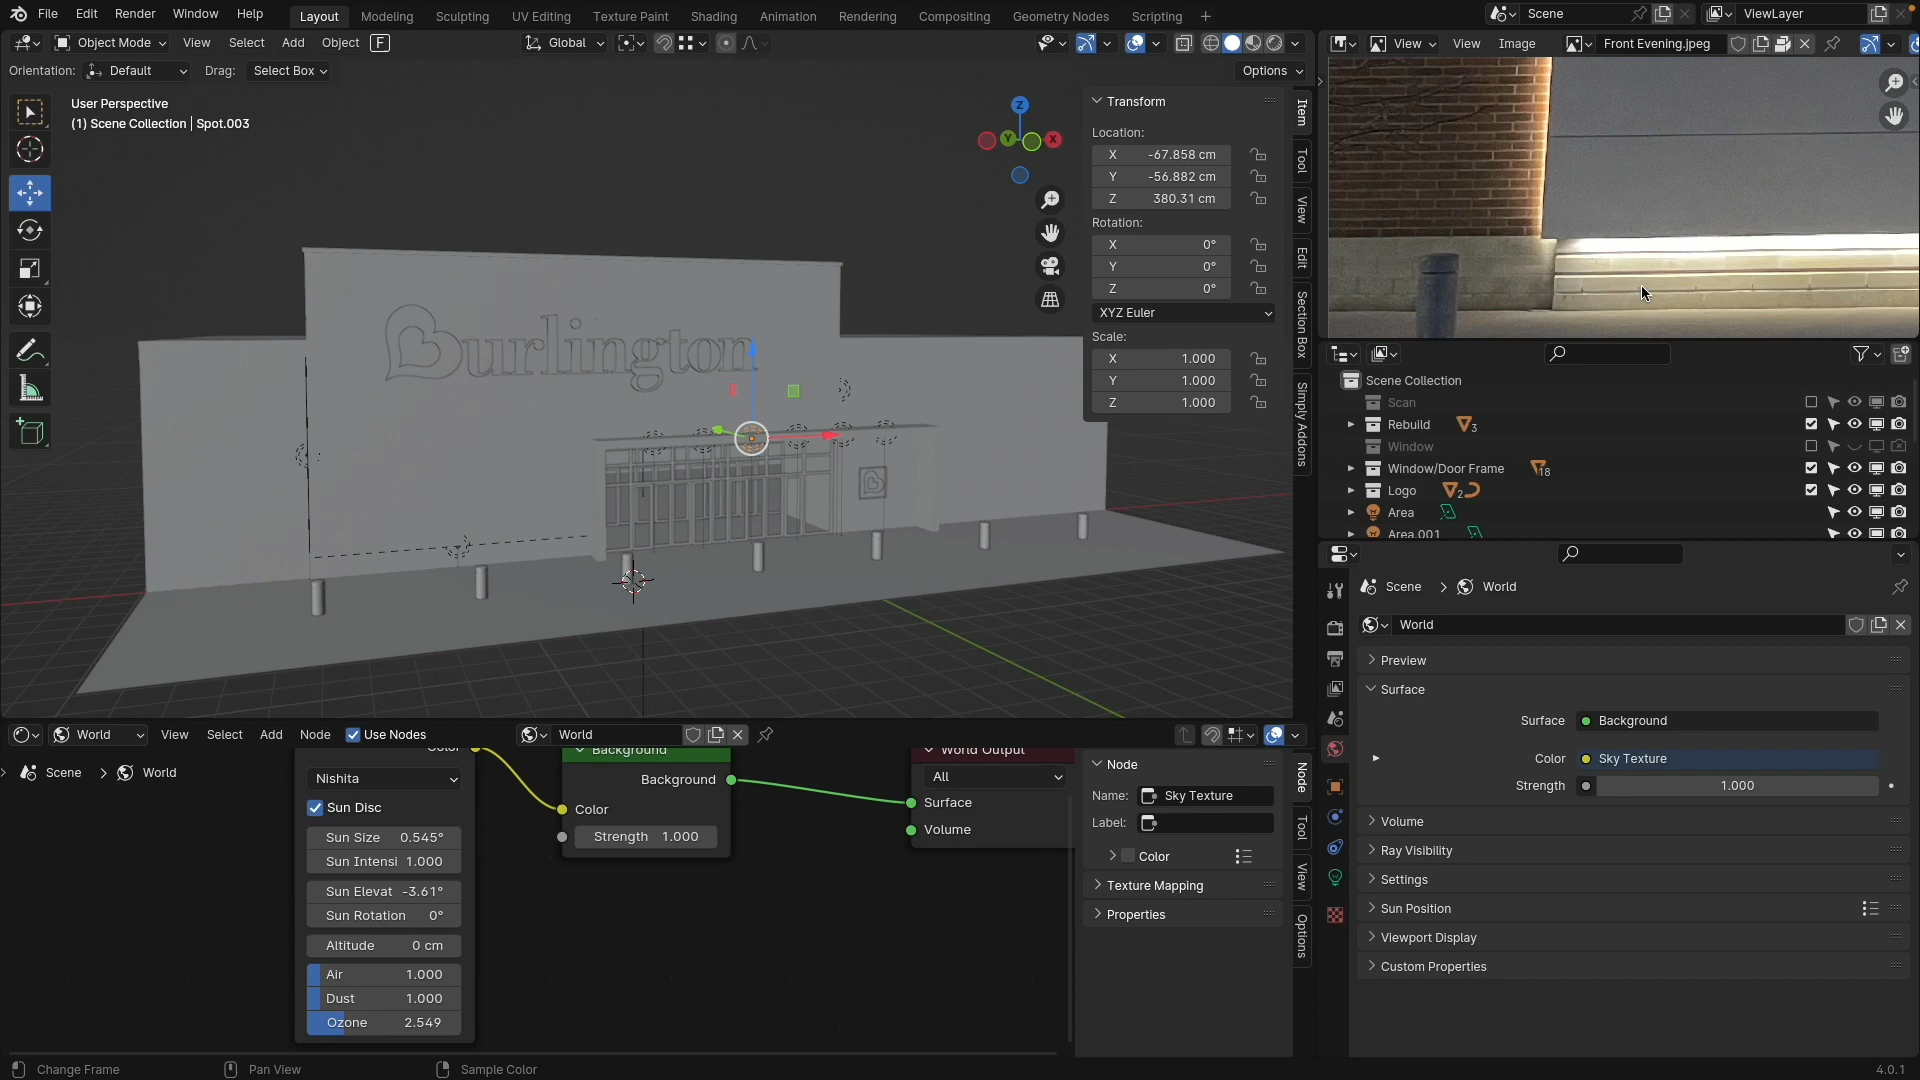 File Edit Render Window Help Layout Modeling Sculpting UV Editing Texture Paint Shading Animation Rendering Compositing Geometry Nodes Scripting + Scene ViewLayer
Object Mode View Select Add Object F Global View View Image Front Evening.jpeg
Orientation: Default Drag: Select Box Options
User Perspective
(1) Scene Collection | Spot.003
Z
Y
X
Burlington
Transform
Location:
X -67.858 cm
Y -56.882 cm
Z 380.31 cm
Rotation:
X 0°
Y 0°
Z 0°
XYZ Euler
Scale:
X 1.000
Y 1.000
Z 1.000
Item
Tool
View
Edit
Section Box
Simply Addons
Scene Collection
Scan
Rebuild 3
Window
Window/Door Frame 18
Logo 2
Area
Area.001
Scene > World
World
Preview
Surface
Surface Background
Color Sky Texture
Strength 1.000
Volume
Ray Visibility
Settings
Sun Position
Viewport Display
Custom Properties
World View Select Add Node Use Nodes World
Scene > World
Color
Nishita
Sun Disc
Sun Size 0.545°
Sun Intensi 1.000
Sun Elevat -3.61°
Sun Rotation 0°
Altitude 0 cm
Air 1.000
Dust 1.000
Ozone 2.549
Background
Background
Color
Strength 1.000
World Output
All
Surface
Volume
Node
Name: Sky Texture
Label:
Color
Texture Mapping
Properties
Node
Tool
View
Options
Change Frame Pan View Sample Color 4.0.1